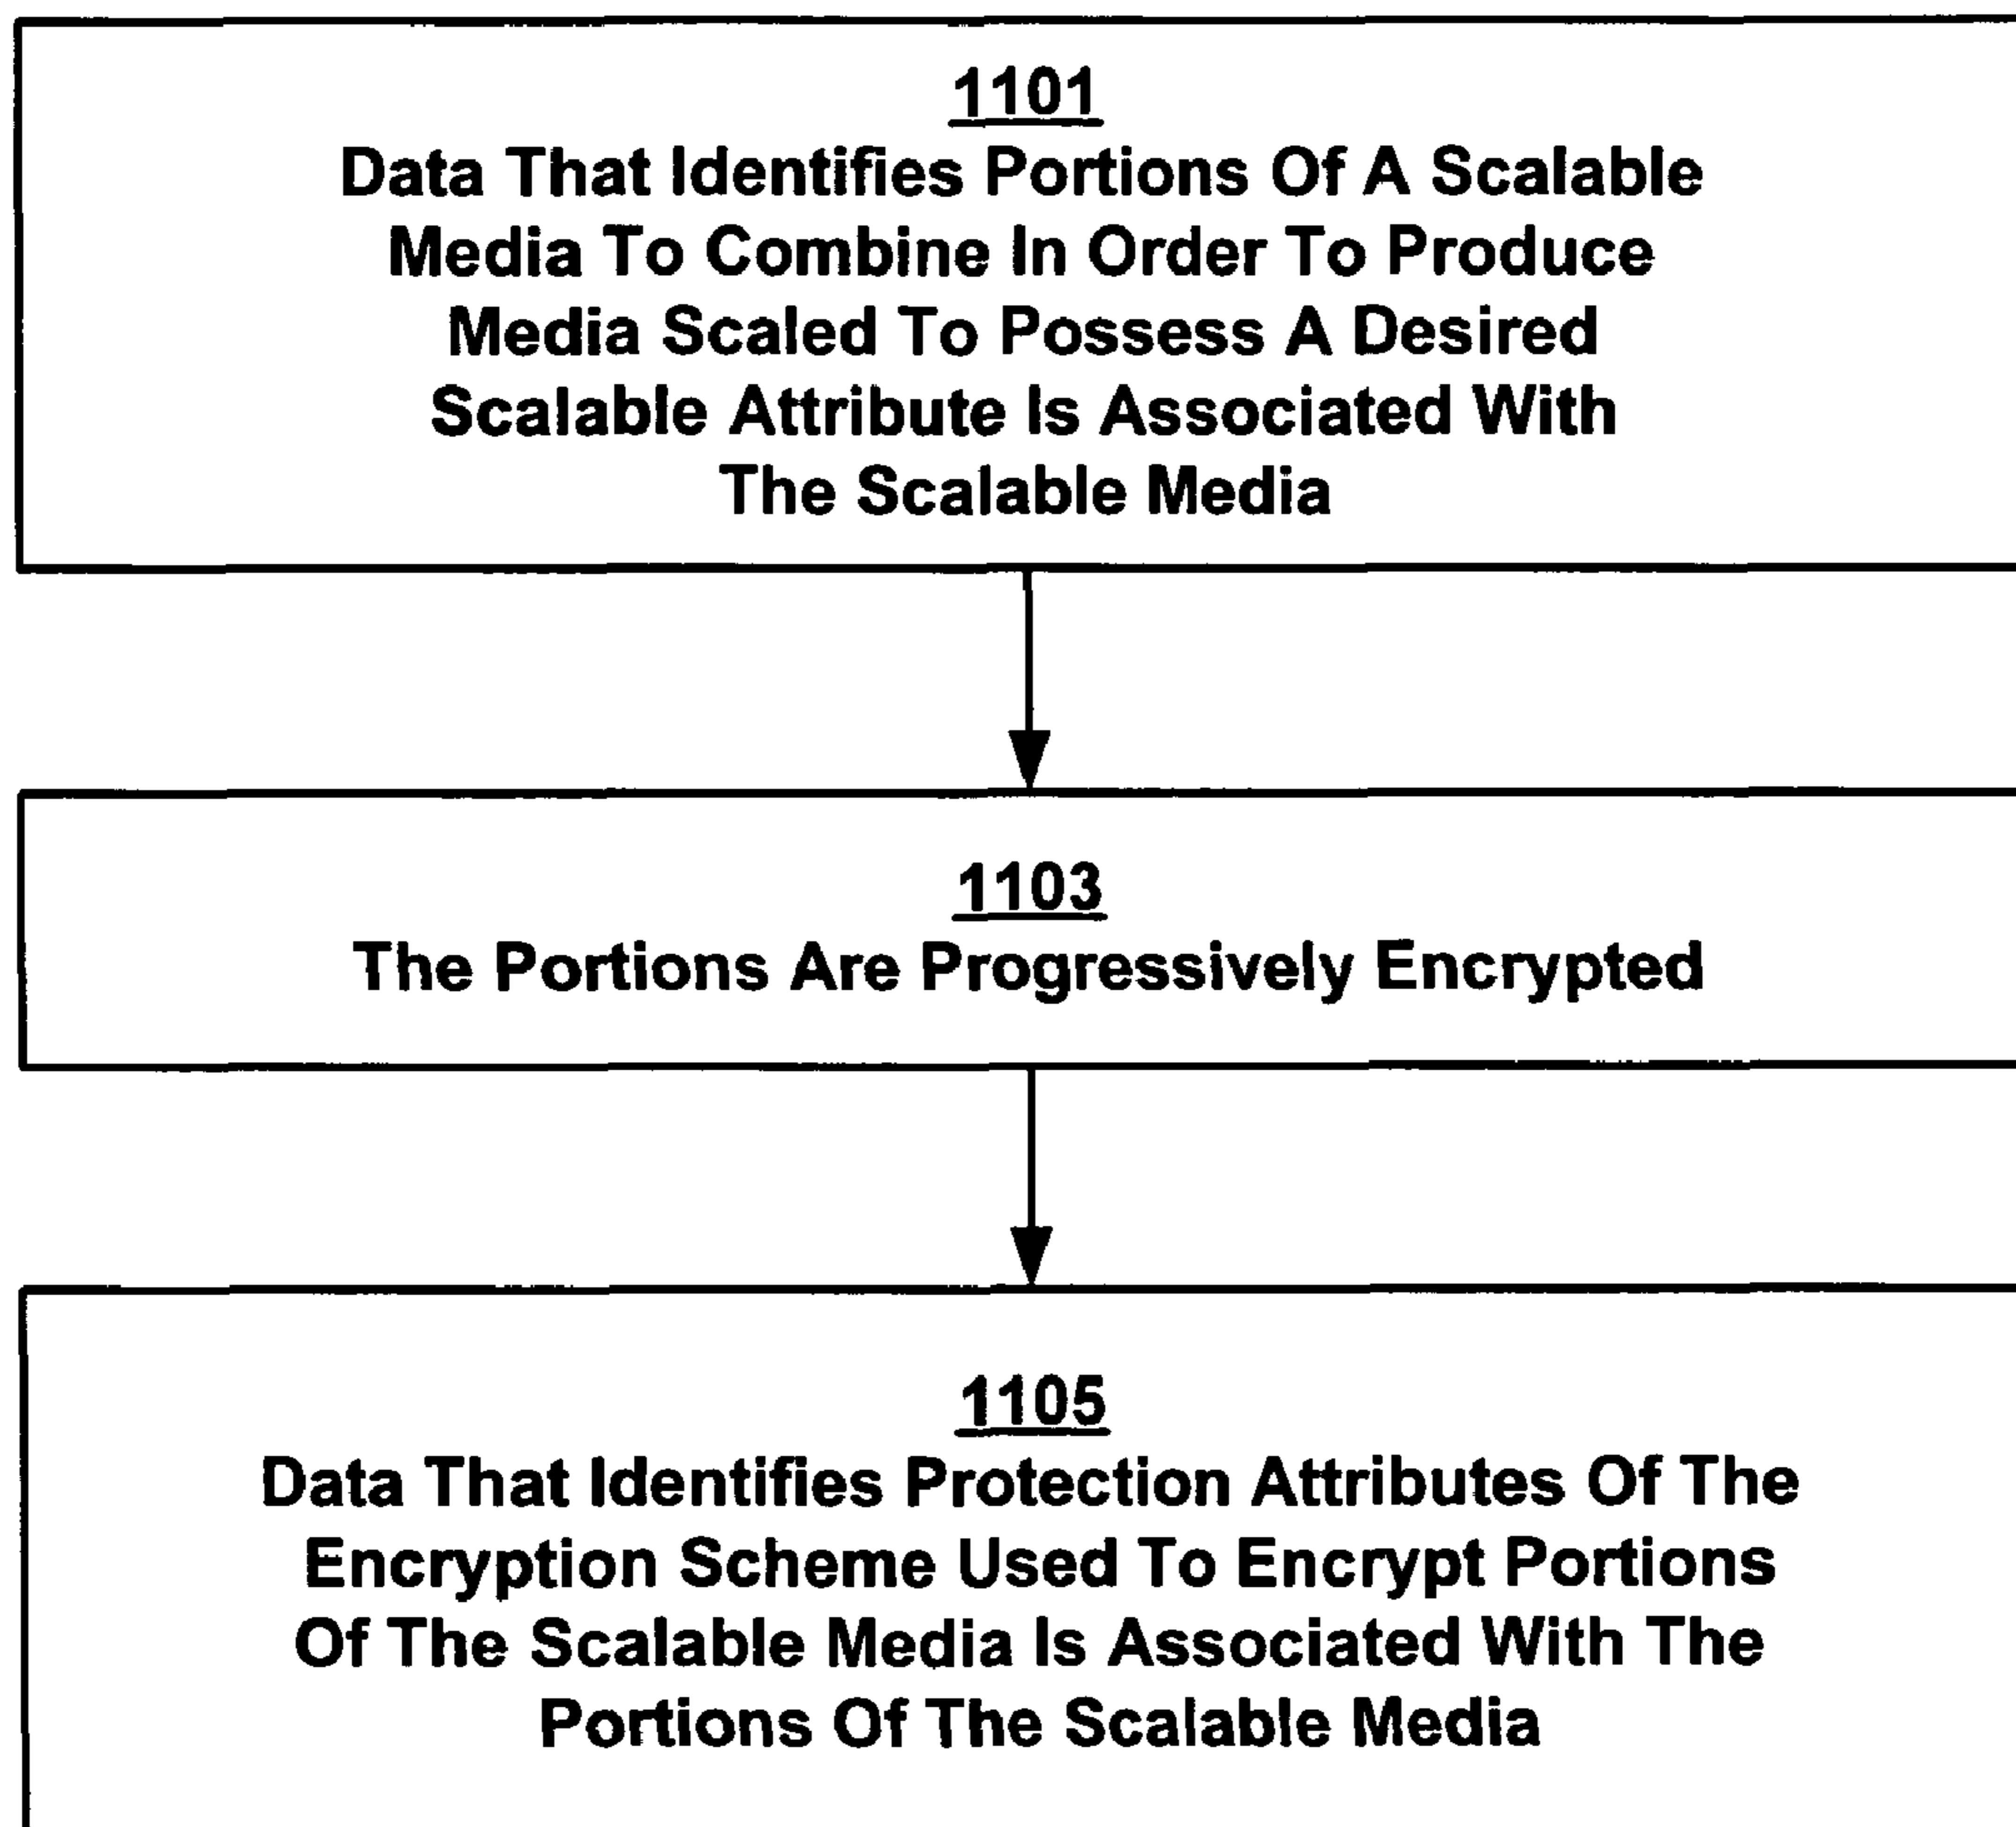 1101
Data That Identifies Portions Of A Scalable
Media To Combine In Order To Produce
Media Scaled To Possess A Desired
Scalable Attribute Is Associated With
The Scalable Media
1103
The Portions Are Progressively Encrypted
1105
Data That Identifies Protection Attributes Of The
Encryption Scheme Used To Encrypt Portions
Of The Scalable Media Is Associated With The
Portions Of The Scalable Media